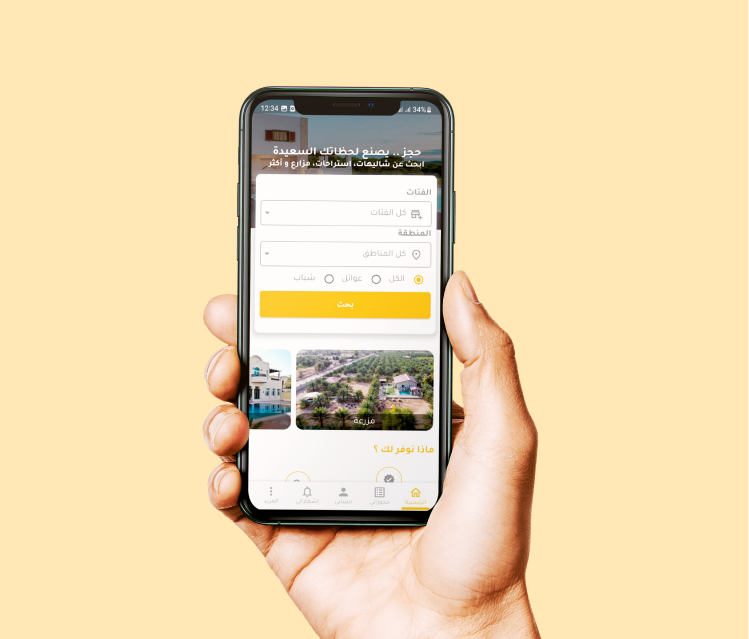 12:34
34%
حجز .. يصنع لحظاتك السعيدة
ابحث عن شاليهات، استراحات، مزارع و أكثر
الفئات
كل الفئات
المنطقة
كل المناطق
الكل عوائل شباب
بحث
مزرعة
ماذا نوفر لك ؟
الرئيسية حجوزاتي حسابي اشعاراتي المزيد